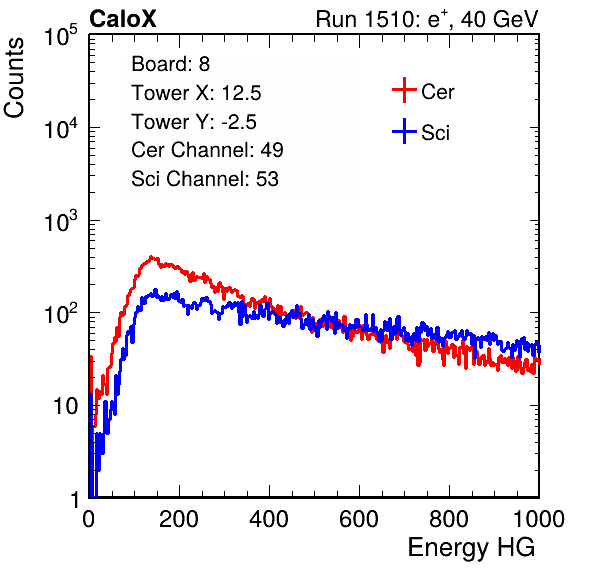 CaloX Run 1510: e⁺, 40 GeV
Counts
10⁵
10⁴
10³
10²
10
1
Board: 8
Tower X: 12.5
Tower Y: -2.5
Cer Channel: 49
Sci Channel: 53
Cer
Sci
0 200 400 600 800 1000
Energy HG